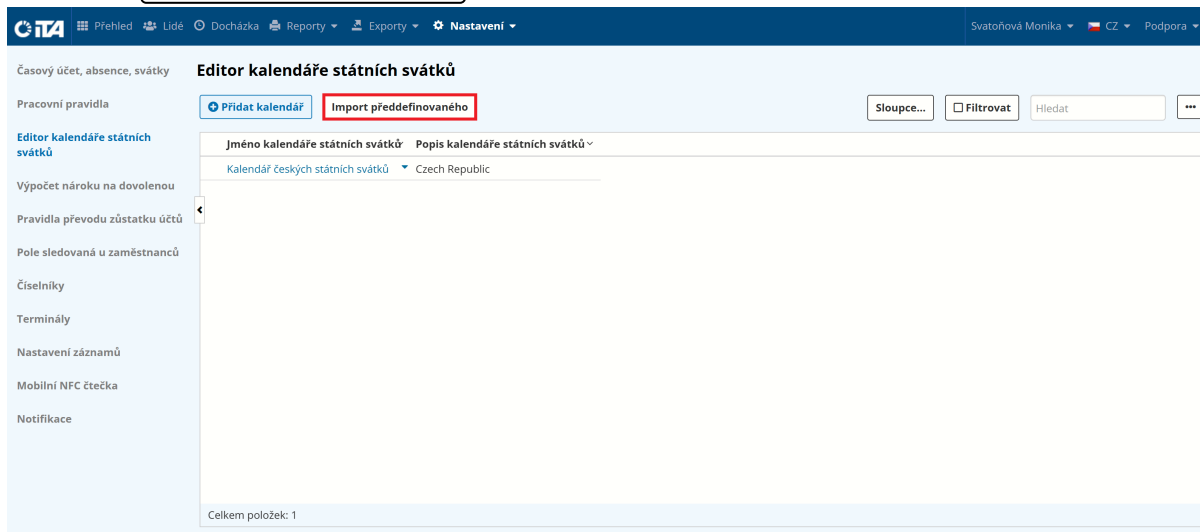 iTA Přehled Lidé Docházka Reporty Exporty Nastavení Svatoňová Monika CZ Podpora
Časový účet, absence, svátky
Pracovní pravidla
Editor kalendáře státních
svátků
Výpočet nároku na dovolenou
Pravidla převodu zůstatku účtů
Pole sledovaná u zaměstnanců
Číselníky
Terminály
Nastavení záznamů
Mobilní NFC čtečka
Notifikace
Editor kalendáře státních svátků
Přidat kalendář Import předdefinovaného Sloupce... Filtrovat Hledat ...
Jméno kalendáře státních svátků Popis kalendáře státních svátků
Kalendář českých státních svátků Czech Republic
Celkem položek: 1